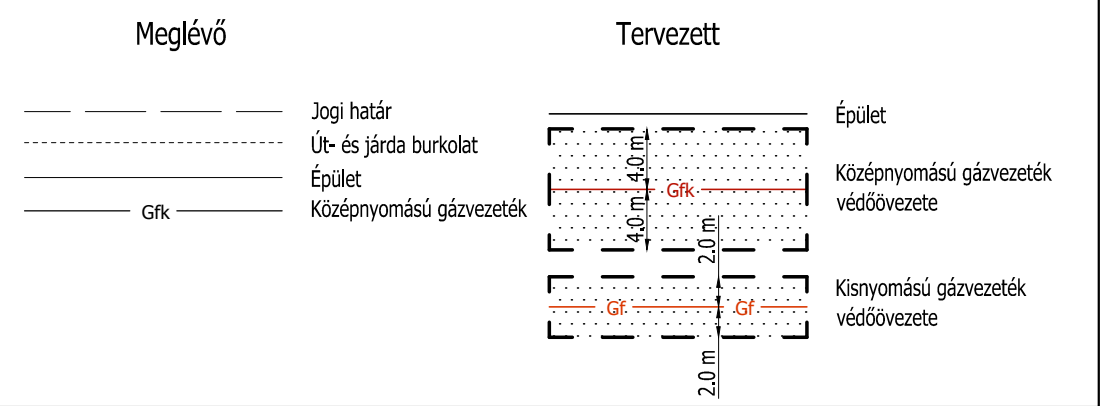 Meglévő
Jogi határ
Út- és járda burkolat
Épület
Gfk
Középnyomású gázvezeték
Tervezett
Épület
4.0 m
Gfk
4.0 m
Középnyomású gázvezeték
védőövezete
2.0 m
Gf
Gf
2.0 m
Kisnyomású gázvezeték
védőövezete